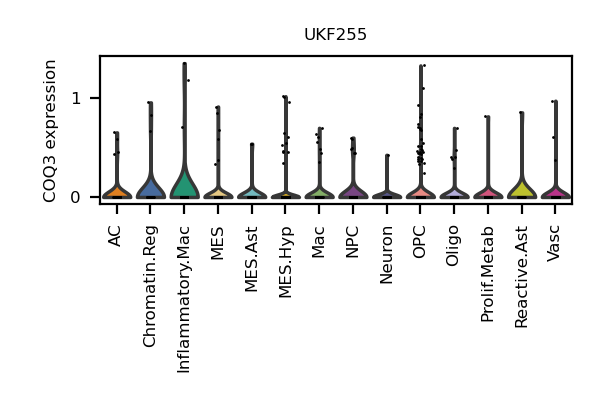 UKF255
COQ3 expression
1
0
AC
Chromatin.Reg
Inflammatory.Mac
MES
MES.Ast
MES.Hyp
Mac
NPC
Neuron
OPC
Oligo
Prolif.Metab
Reactive.Ast
Vasc